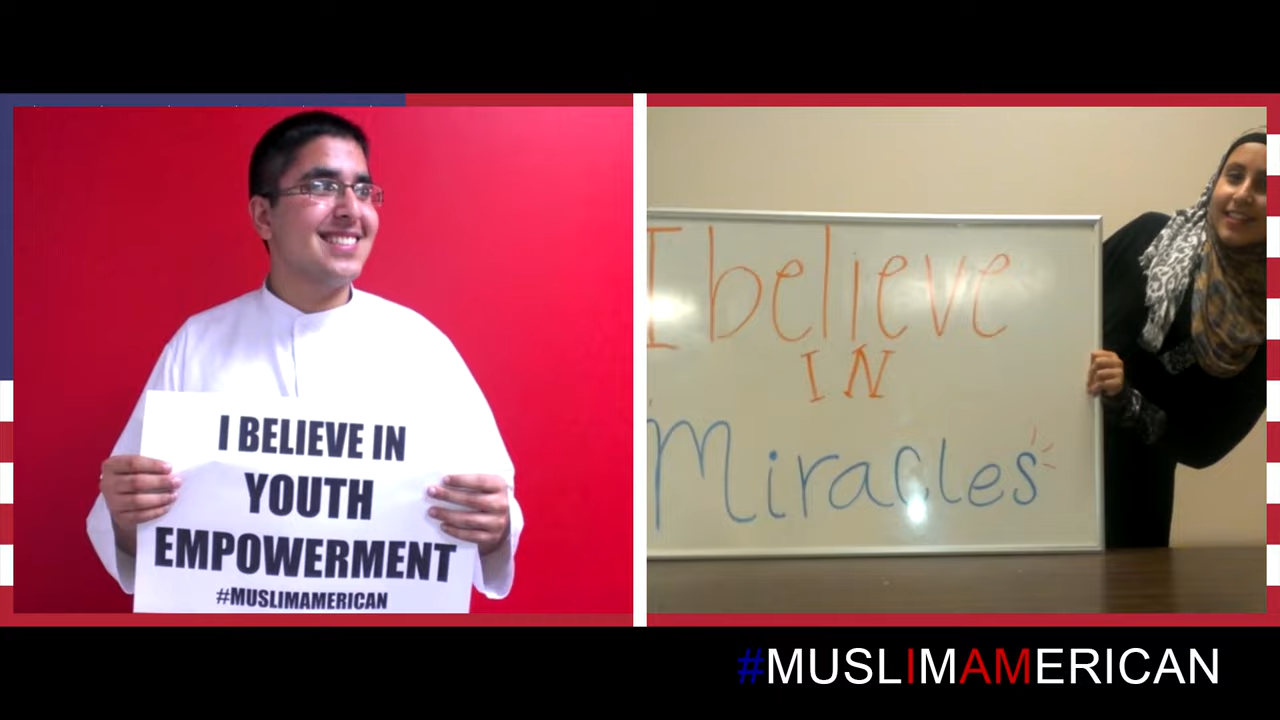 I BELIEVE IN
YOUTH
EMPOWERMENT
#MUSLIMAMERICAN
I believe
IN
Miracles
#MUSLIMAMERICAN